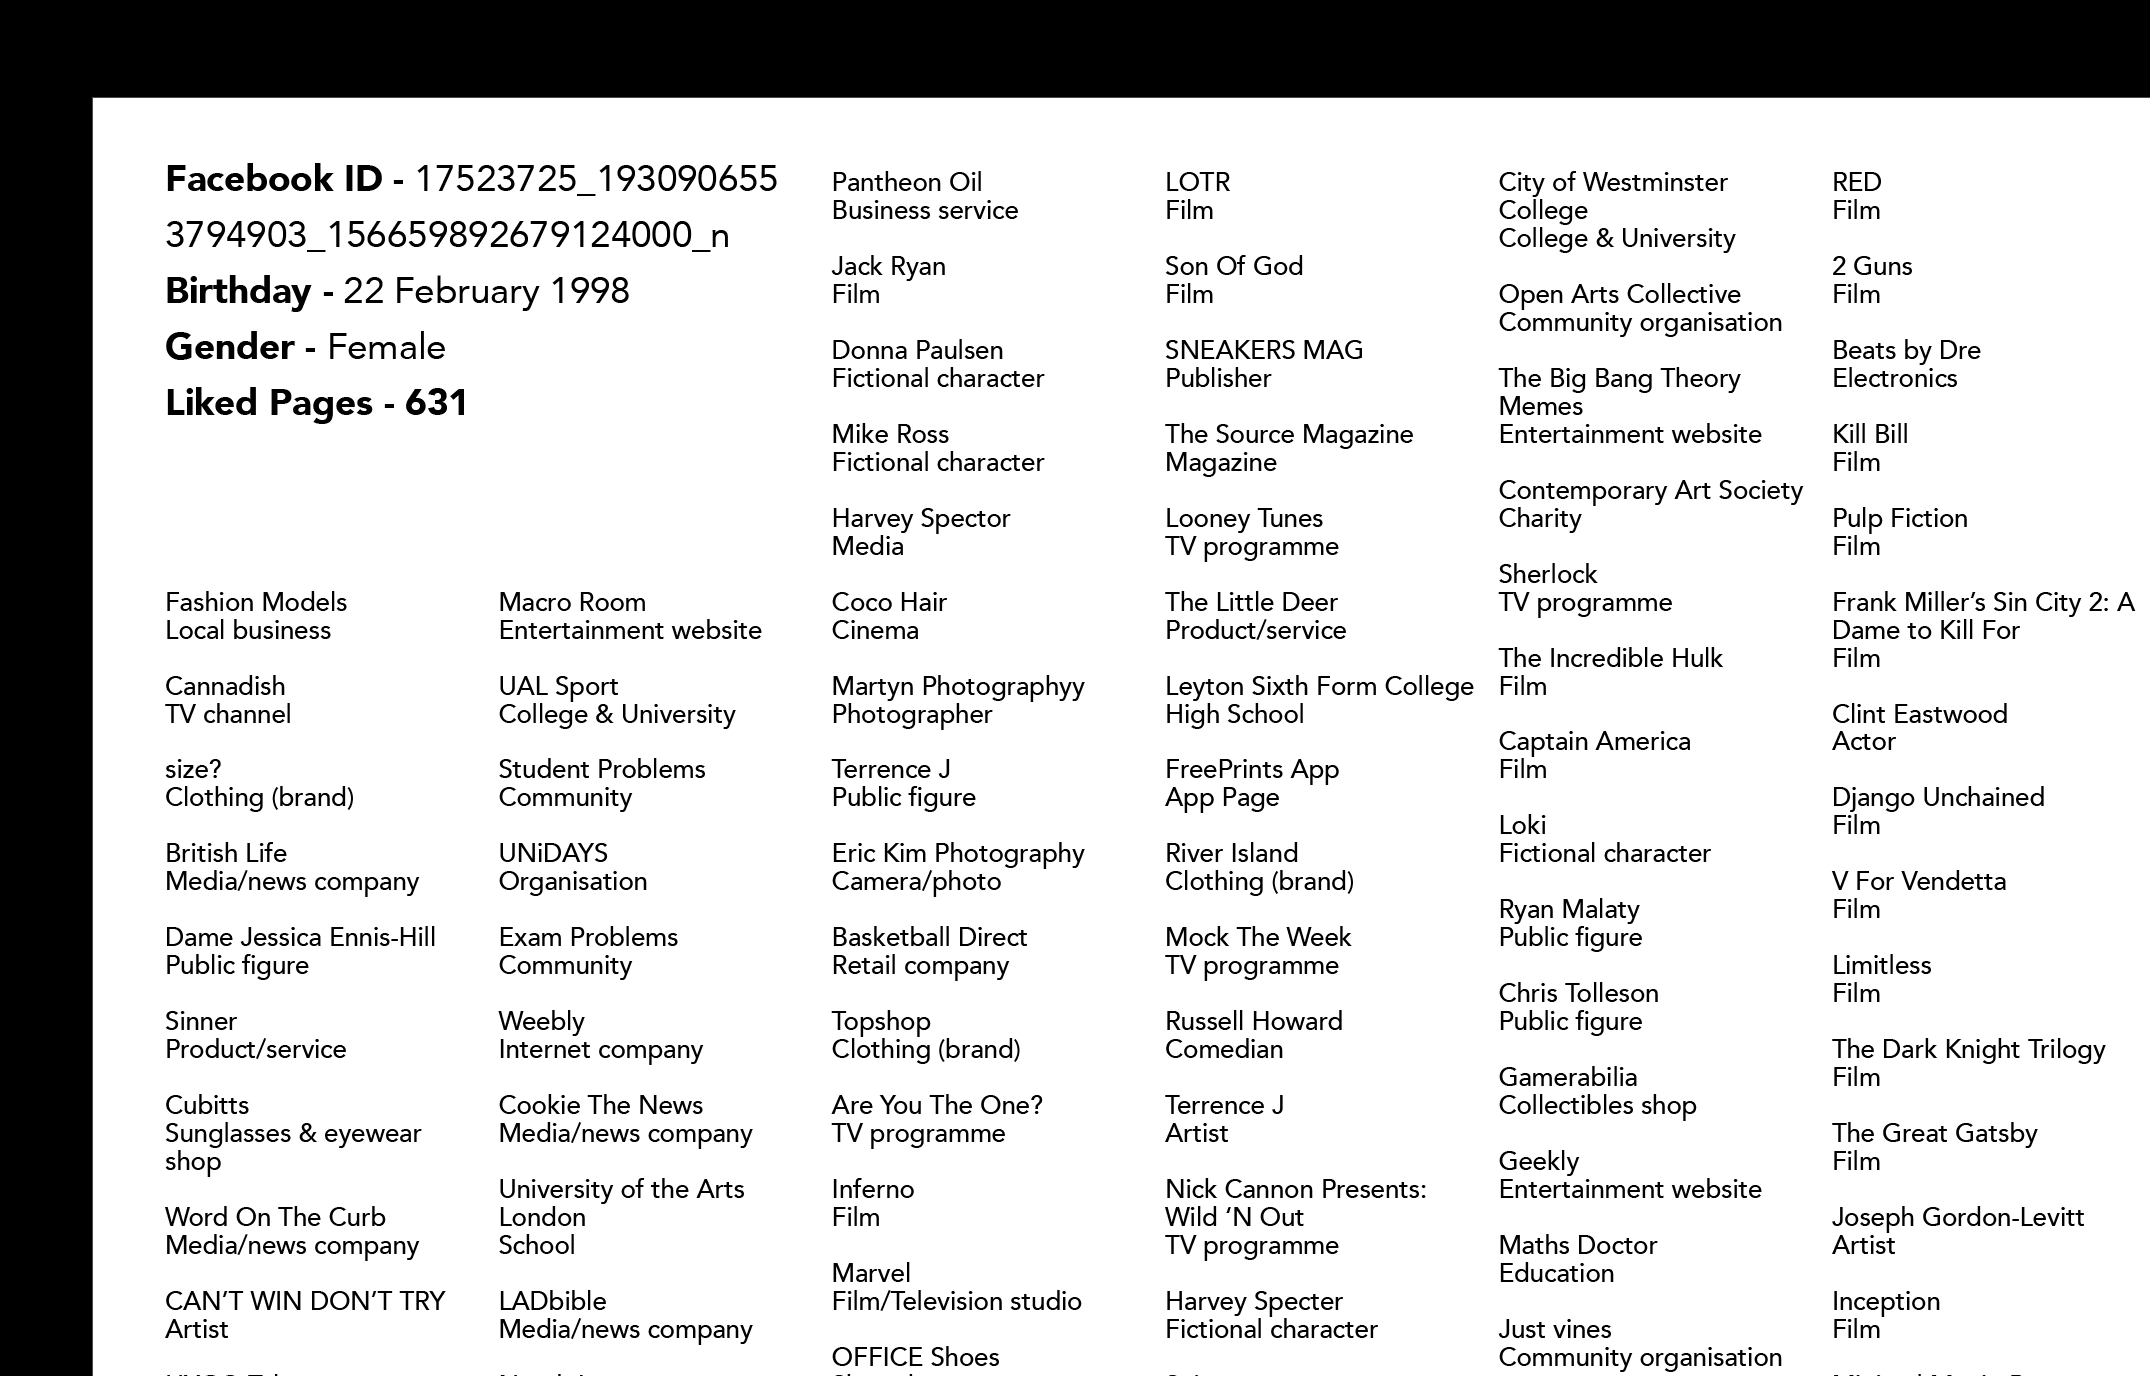 Facebook ID - 17523725_193090655
3794903_156659892679124000_n
Birthday - 22 February 1998
Gender - Female
Liked Pages - 631
Fashion Models
Local business
Cannadish
TV channel
size?
Clothing (brand)
British Life
Media/news company
Dame Jessica Ennis-Hill
Public figure
Sinner
Product/service
Cubitts
Sunglasses & eyewear
shop
Word On The Curb
Media/news company
CAN’T WIN DON’T TRY
Artist
Macro Room
Entertainment website
UAL Sport
College & University
Student Problems
Community
UNiDAYS
Organisation
Exam Problems
Community
Weebly
Internet company
Cookie The News
Media/news company
University of the Arts
London
School
LADbible
Media/news company
Pantheon Oil
Business service
Jack Ryan
Film
Donna Paulsen
Fictional character
Mike Ross
Fictional character
Harvey Spector
Media
Coco Hair
Cinema
Martyn Photographyy
Photographer
Terrence J
Public figure
Eric Kim Photography
Camera/photo
Basketball Direct
Retail company
Topshop
Clothing (brand)
Are You The One?
TV programme
Inferno
Film
Marvel
Film/Television studio
OFFICE Shoes
LOTR
Film
Son Of God
Film
SNEAKERS MAG
Publisher
The Source Magazine
Magazine
Looney Tunes
TV programme
The Little Deer
Product/service
Leyton Sixth Form College
High School
FreePrints App
App Page
River Island
Clothing (brand)
Mock The Week
TV programme
Russell Howard
Comedian
Terrence J
Artist
Nick Cannon Presents:
Wild ‘N Out
TV programme
Harvey Specter
Fictional character
City of Westminster
College
College & University
Open Arts Collective
Community organisation
The Big Bang Theory
Memes
Entertainment website
Contemporary Art Society
Charity
Sherlock
TV programme
The Incredible Hulk
Film
Captain America
Film
Loki
Fictional character
Ryan Malaty
Public figure
Chris Tolleson
Public figure
Gamerabilia
Collectibles shop
Geekly
Entertainment website
Maths Doctor
Education
Just vines
Community organisation
RED
Film
2 Guns
Film
Beats by Dre
Electronics
Kill Bill
Film
Pulp Fiction
Film
Frank Miller’s Sin City 2: A
Dame to Kill For
Film
Clint Eastwood
Actor
Django Unchained
Film
V For Vendetta
Film
Limitless
Film
The Dark Knight Trilogy
Film
The Great Gatsby
Film
Joseph Gordon-Levitt
Artist
Inception
Film